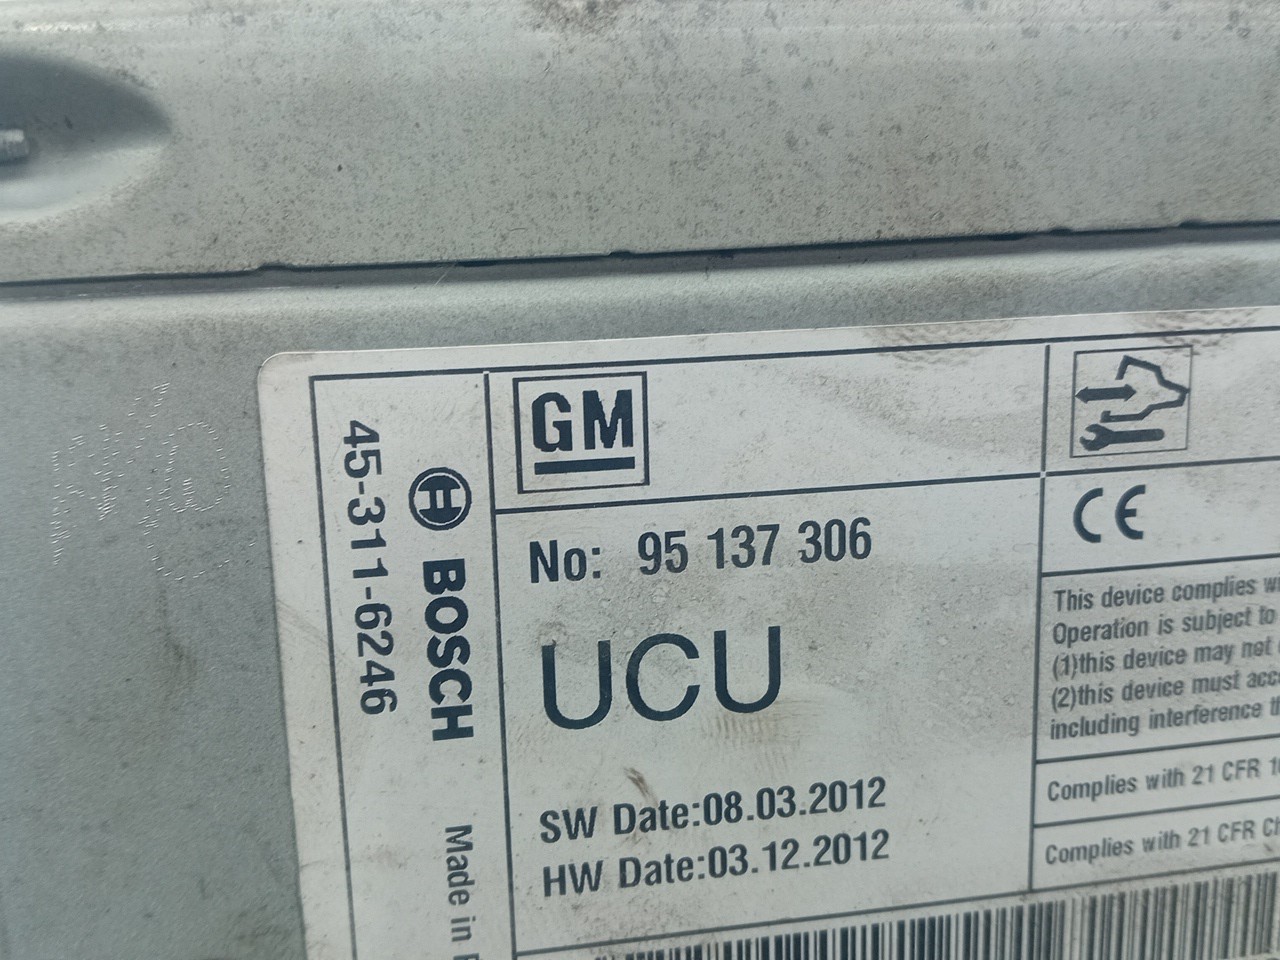 45-311-6246
BOSCH
Made in
GM
No: 95 137 306
UCU
SW Date:08.03.2012
HW Date:03.12.2012
CE
This device complies
Operation is subject to
(1)this device may not
(2)this device must
including interference
Complies with 21 CFR
Complies with 21 CFR